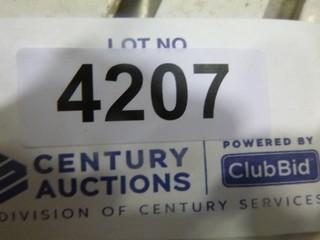 LOT NO
4207
CENTURY
AUCTIONS
DIVISION OF CENTURY SERVICES
POWERED BY
ClubBid